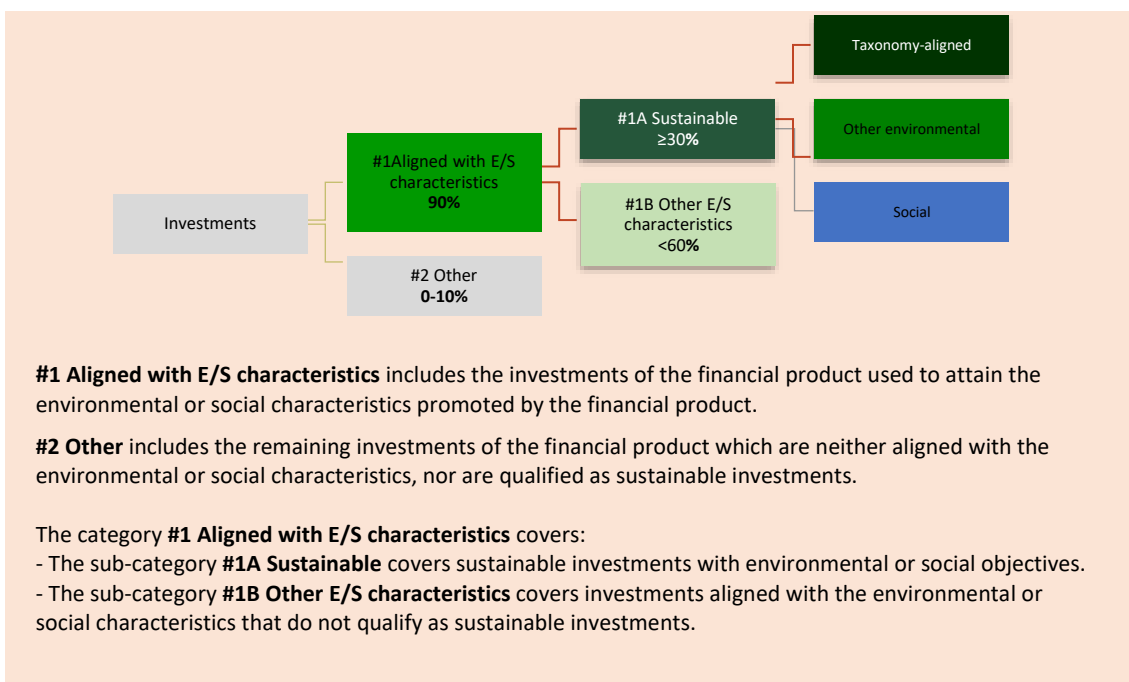 Taxonomy-aligned
#1A Sustainable
≥30%
Other environmental
#1Aligned with E/S
characteristics
90%
#1B Other E/S
characteristics
<60%
Investments
Social
#2 Other
0-10%
#1 Aligned with E/S characteristics includes the investments of the financial product used to attain the
environmental or social characteristics promoted by the financial product.
#2 Other includes the remaining investments of the financial product which are neither aligned with the
environmental or social characteristics, nor are qualified as sustainable investments.
The category #1 Aligned with E/S characteristics covers:
- The sub-category #1A Sustainable covers sustainable investments with environmental or social objectives.
- The sub-category #1B Other E/S characteristics covers investments aligned with the environmental or
social characteristics that do not qualify as sustainable investments.